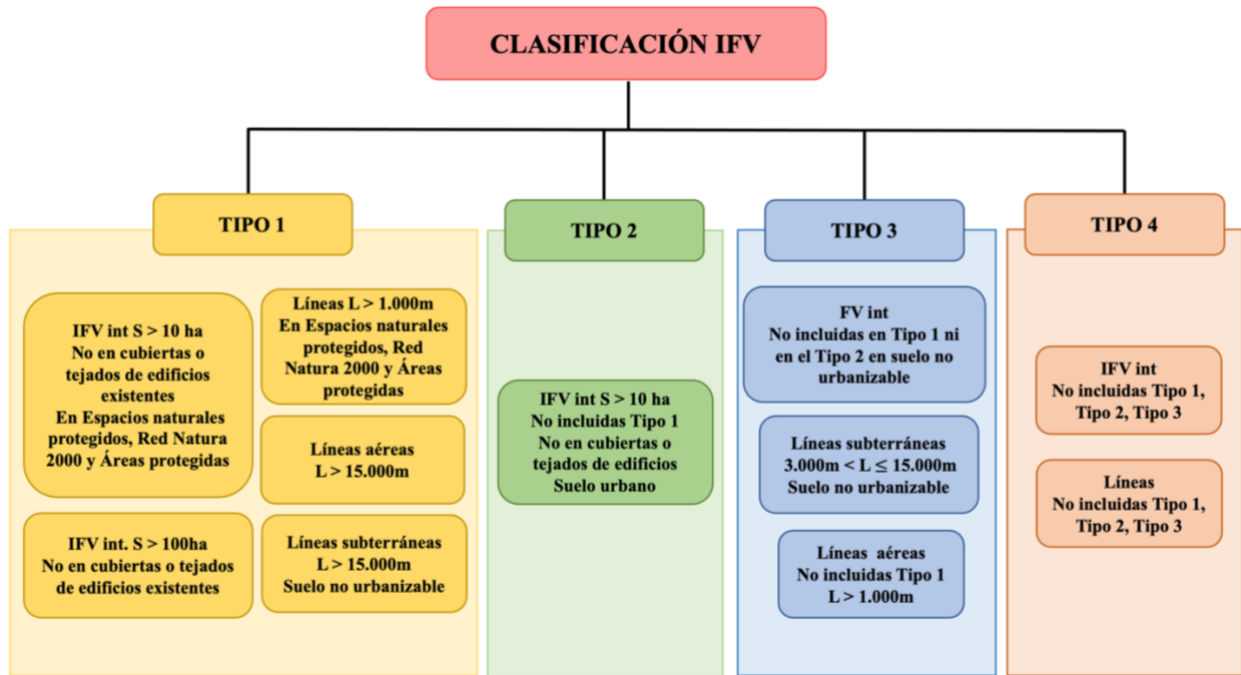 CLASIFICACIÓN IFV
TIPO 1
IFV int S > 10 ha
No en cubiertas o
tejados de edificios
existentes
En Espacios naturales
protegidos, Red Natura
2000 y Áreas protegidas
IFV int. S > 100ha
No en cubiertas o tejados
de edificios existentes
Líneas L > 1.000m
En Espacios naturales
protegidos, Red
Natura 2000 y Áreas
protegidas
Líneas aéreas
L > 15.000m
Líneas subterráneas
L > 15.000m
Suelo no urbanizable
TIPO 2
IFV int S > 10 ha
No incluidas Tipo 1
No en cubiertas o
tejados de edificios
Suelo urbano
TIPO 3
FV int
No incluidas en Tipo 1 ni
en el Tipo 2 en suelo no
urbanizable
Líneas subterráneas
3.000m < L ≤ 15.000m
Suelo no urbanizable
Líneas aéreas
No incluidas Tipo 1
L > 1.000m
TIPO 4
IFV int
No incluidas Tipo 1,
Tipo 2, Tipo 3
Líneas
No incluidas Tipo 1,
Tipo 2, Tipo 3